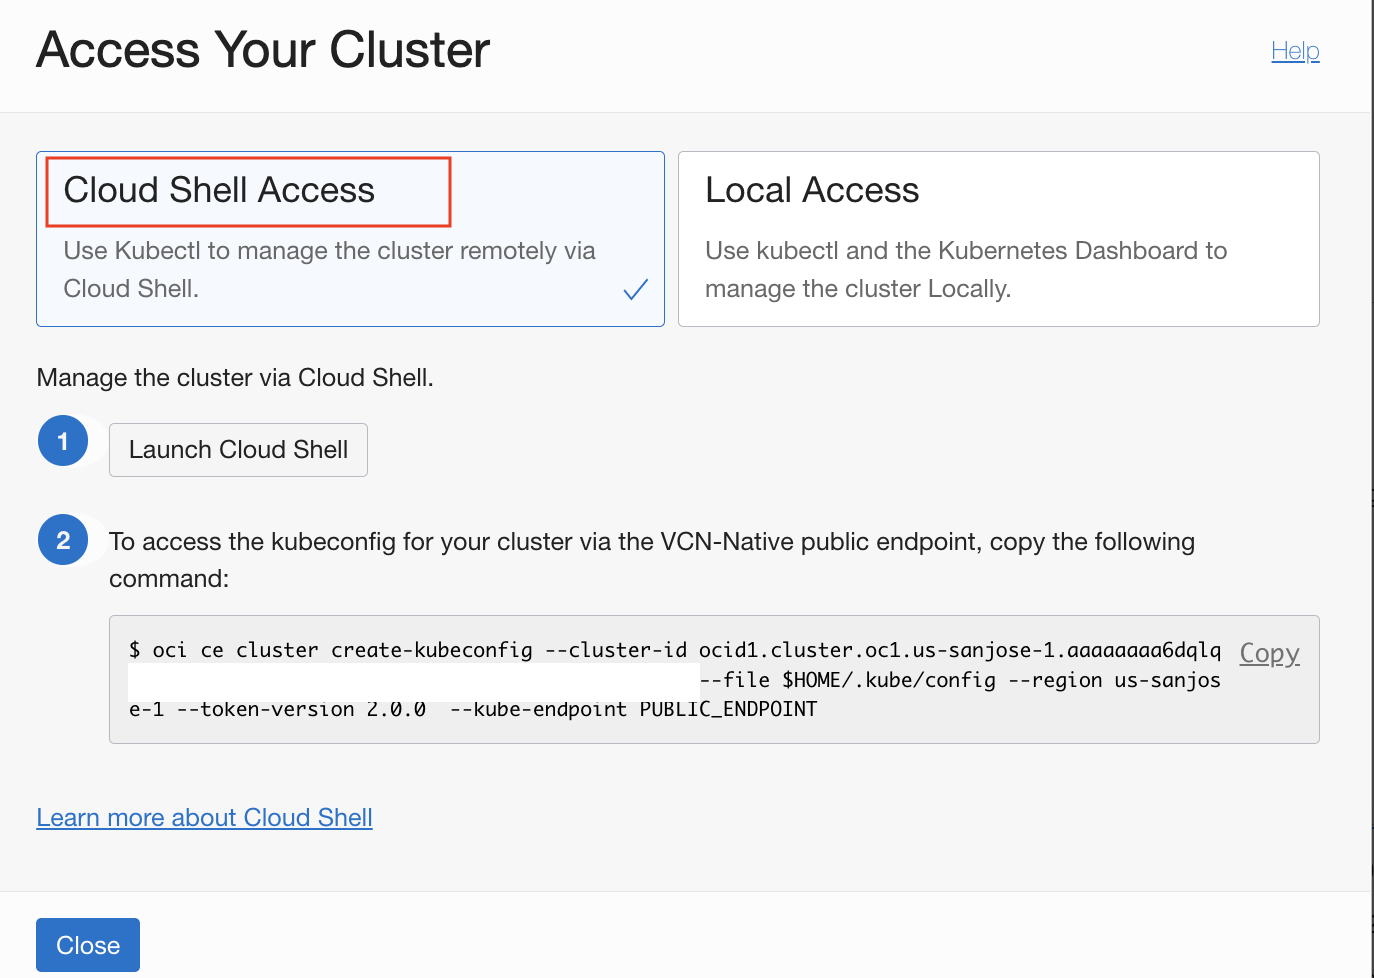 Access Your Cluster
Help
Cloud Shell Access
Use Kubectl to manage the cluster remotely via
Cloud Shell.
Local Access
Use kubectl and the Kubernetes Dashboard to
manage the cluster Locally.
Manage the cluster via Cloud Shell.
1
Launch Cloud Shell
2
To access the kubeconfig for your cluster via the VCN-Native public endpoint, copy the following
command:
$ oci ce cluster create-kubeconfig --cluster-id ocid1.cluster.oc1.us-sanjose-1.aaaaaaaa6dqlq
Copy
--file $HOME/.kube/config --region us-sanjos
e-1 --token-version 2.0.0  --kube-endpoint PUBLIC_ENDPOINT
Learn more about Cloud Shell
Close